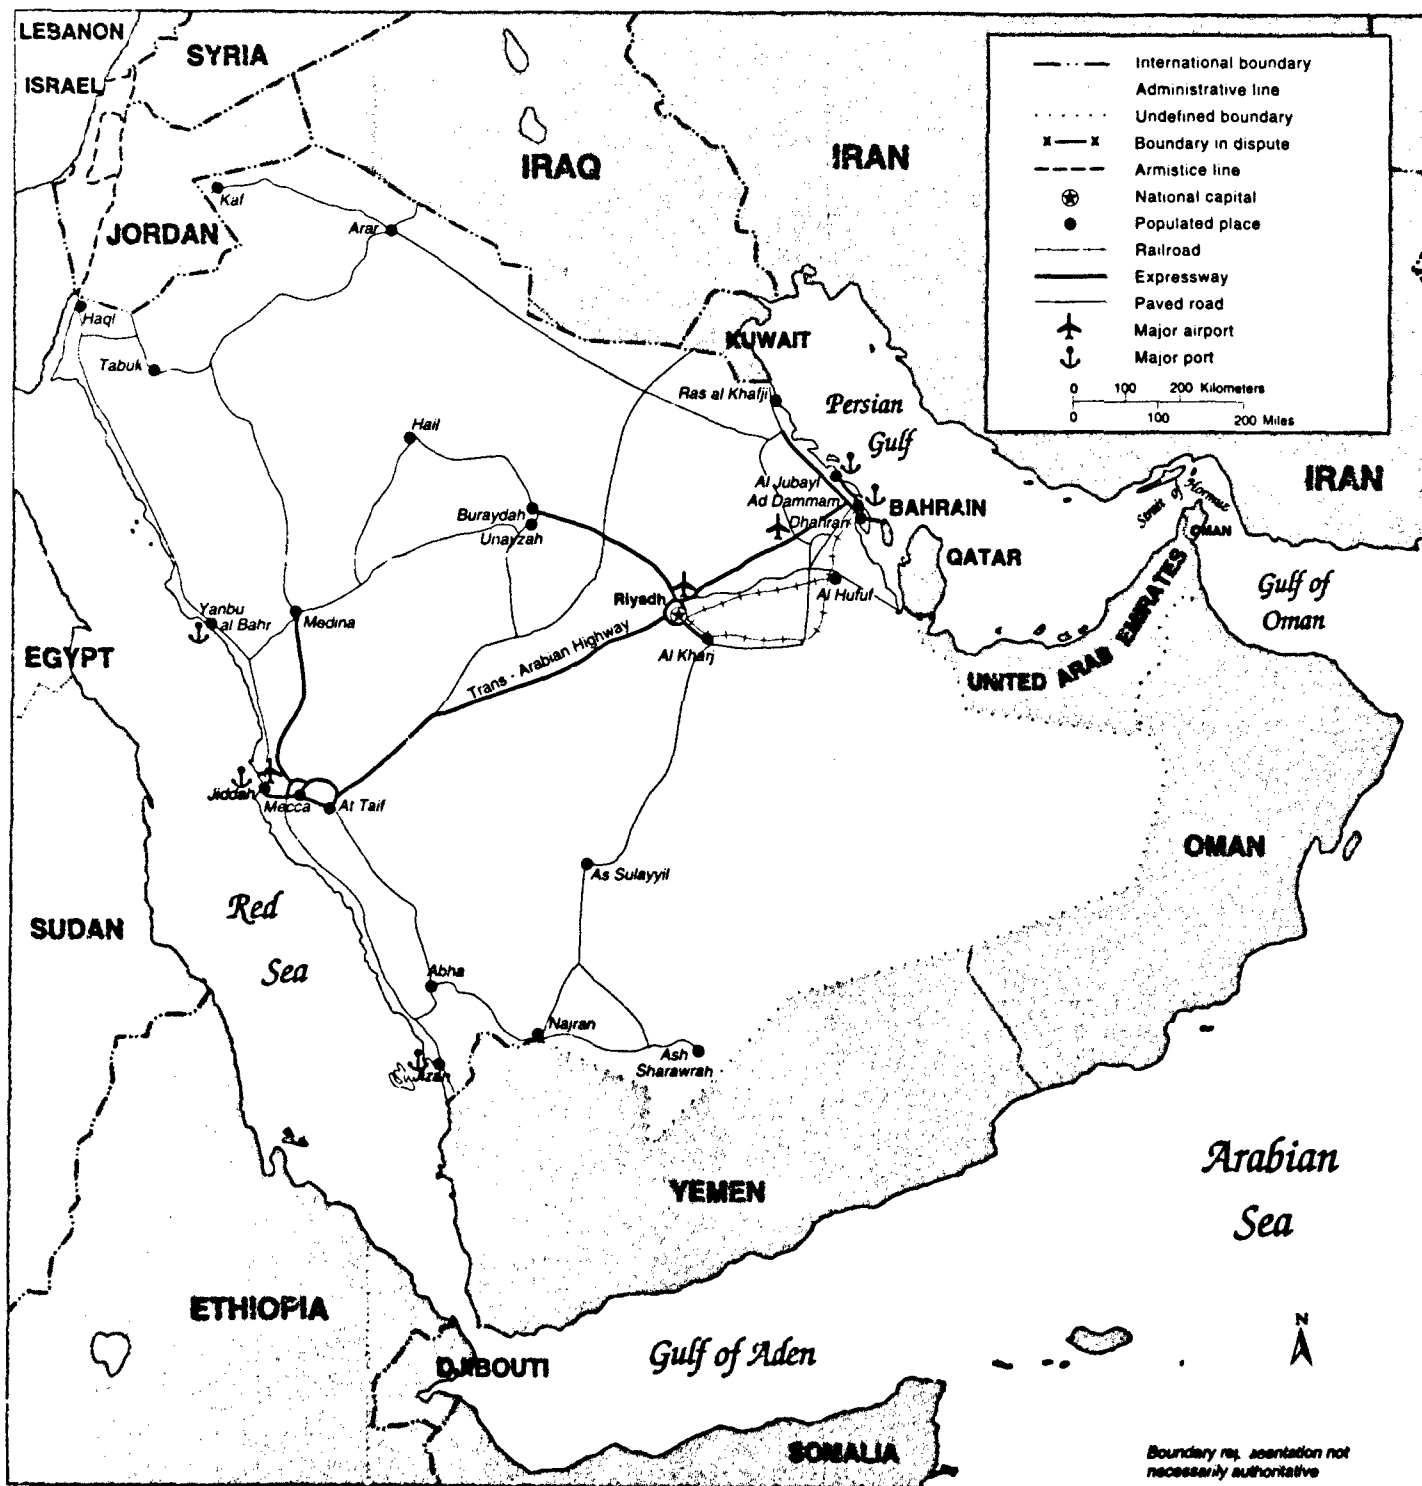 LEBANON
SYRIA
ISRAEL
IRAQ
IRAN
JORDAN
Kaf
Arar
Haql
Tabuk
KUWAIT
Ras al Khafji
Persian
Gulf
Hail
Buraydah
Unayzah
Al Jubayl
Ad Dammam
Dhahran
BAHRAIN
QATAR
IRAN
Strait of Hormuz
OMAN
Gulf of
Oman
UNITED ARAB EMIRATES
Riyadh
Al Hufuf
Al Kharj
Trans - Arabian Highway
Yanbu
al Bahr
Medina
EGYPT
Jiddah
Mecca
At Taif
As Sulayyil
OMAN
SUDAN
Red
Sea
Abha
Najran
Ash
Sharawrah
YEMEN
Arabian
Sea
ETHIOPIA
DJIBOUTI
Gulf of Aden
SOMALIA
International boundary
Administrative line
Undefined boundary
Boundary in dispute
Armistice line
National capital
Populated place
Railroad
Expressway
Paved road
Major airport
Major port
0 100 200 Kilometers
0 100 200 Miles
N
Boundary not
necessarily authoritative